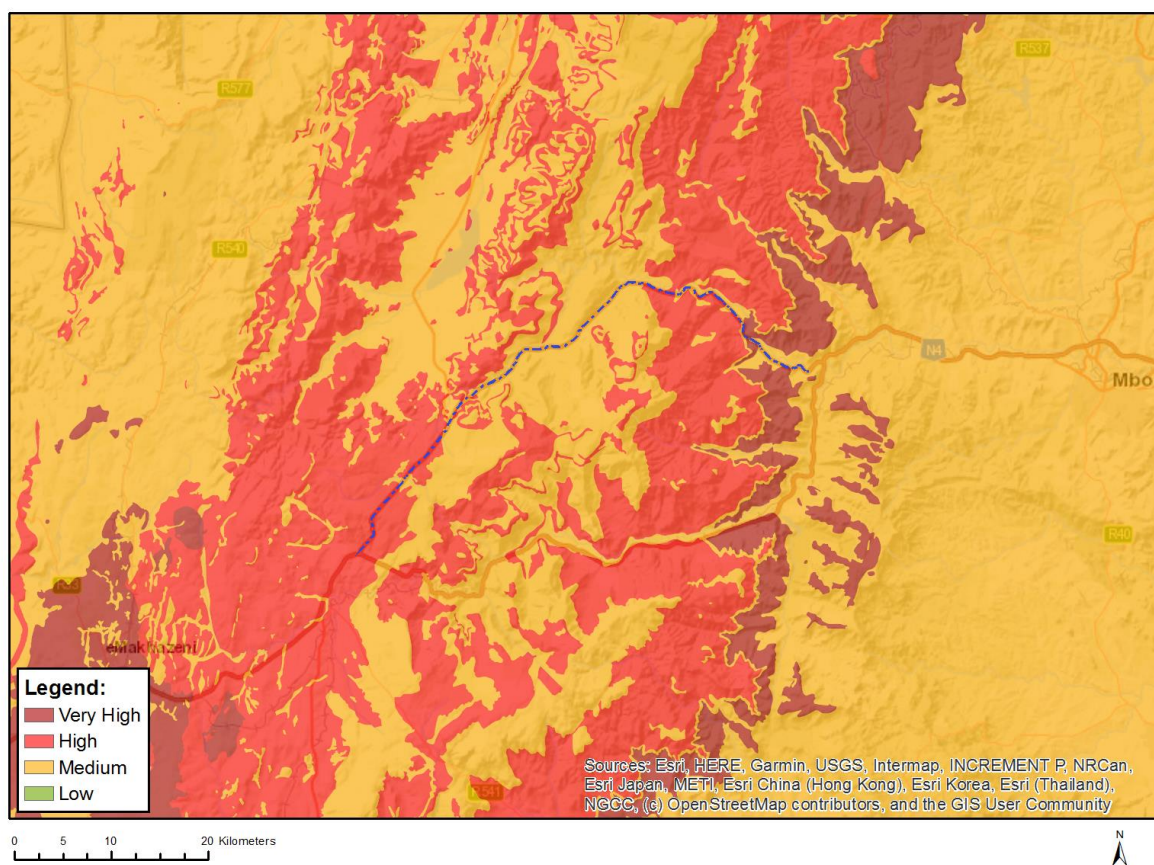 R537
R577
R540
N4
Mbo
R40
R541
Legend:
Very High
High
Medium
Low
Sources: Esri, HERE, Garmin, USGS, Intermap, INCREMENT P, NRCan,
Esri Japan, METI, Esri China (Hong Kong), Esri Korea, Esri (Thailand),
NGCC, (c) OpenStreetMap contributors, and the GIS User Community
0 5 10 20 Kilometers
N